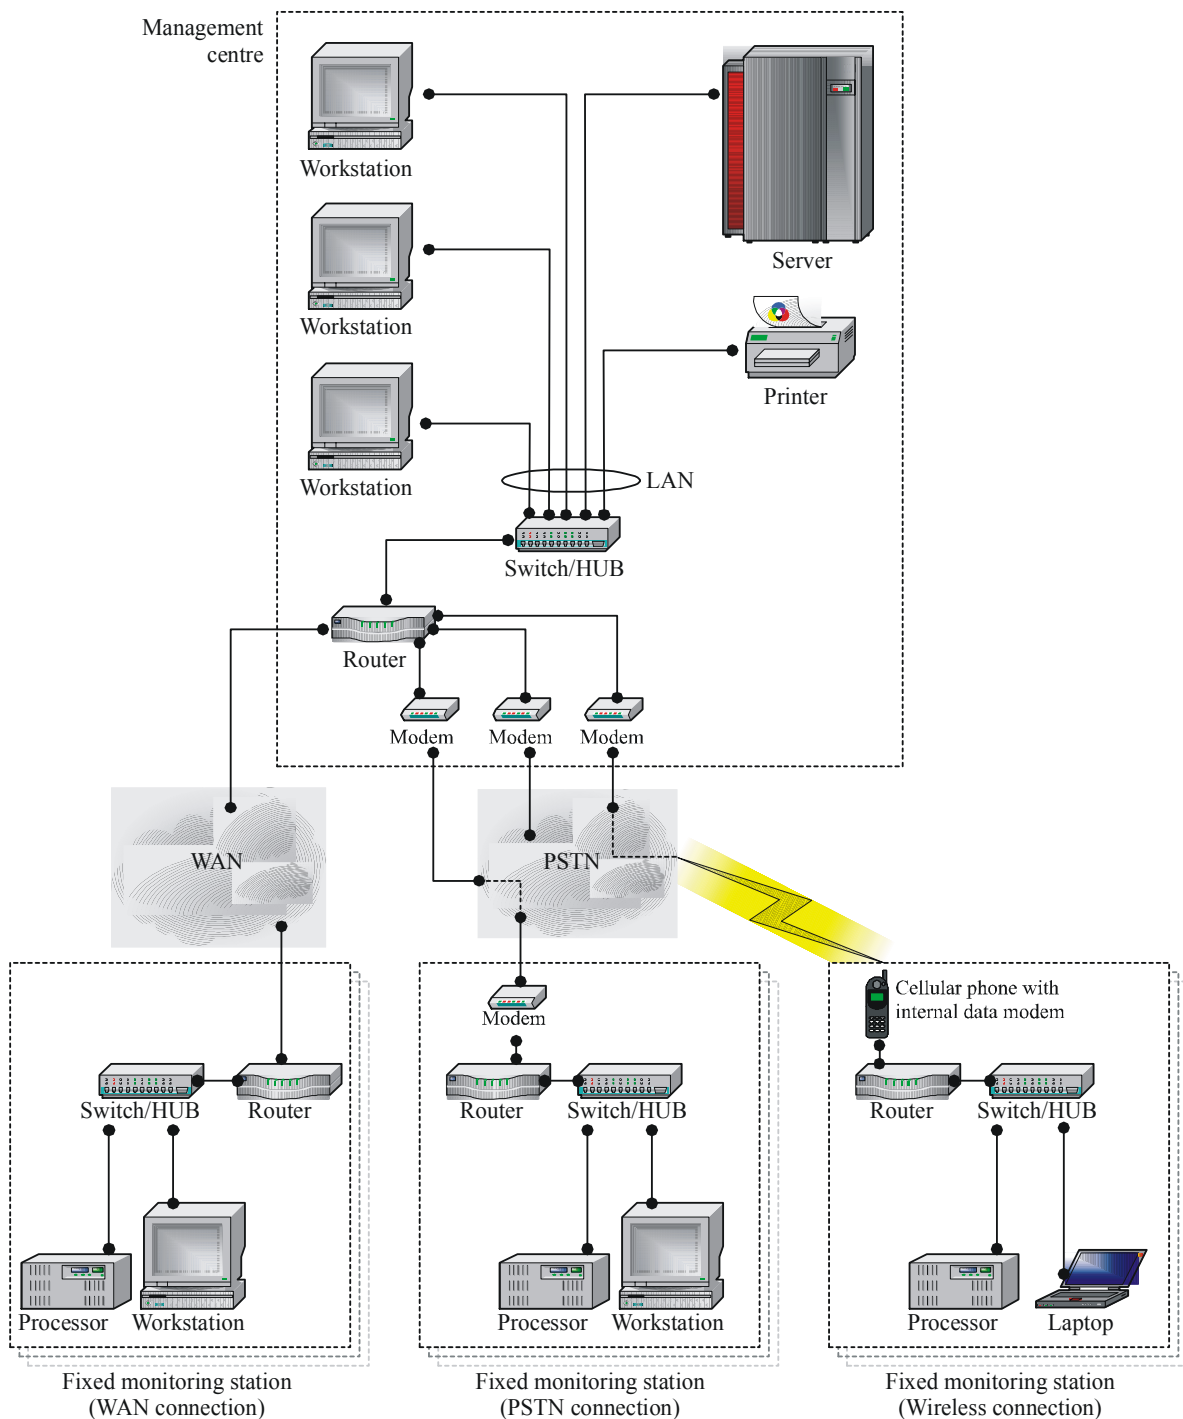 Management
centre
Workstation
Server
Workstation
Printer
Workstation
LAN
Switch/HUB
Router
Modem
Modem
Modem
WAN
PSTN
Cellular phone with
internal data modem
Modem
Switch/HUB
Router
Router
Switch/HUB
Router
Switch/HUB
Processor
Workstation
Processor
Workstation
Processor
Laptop
Fixed monitoring station
(WAN connection)
Fixed monitoring station
(PSTN connection)
Fixed monitoring station
(Wireless connection)